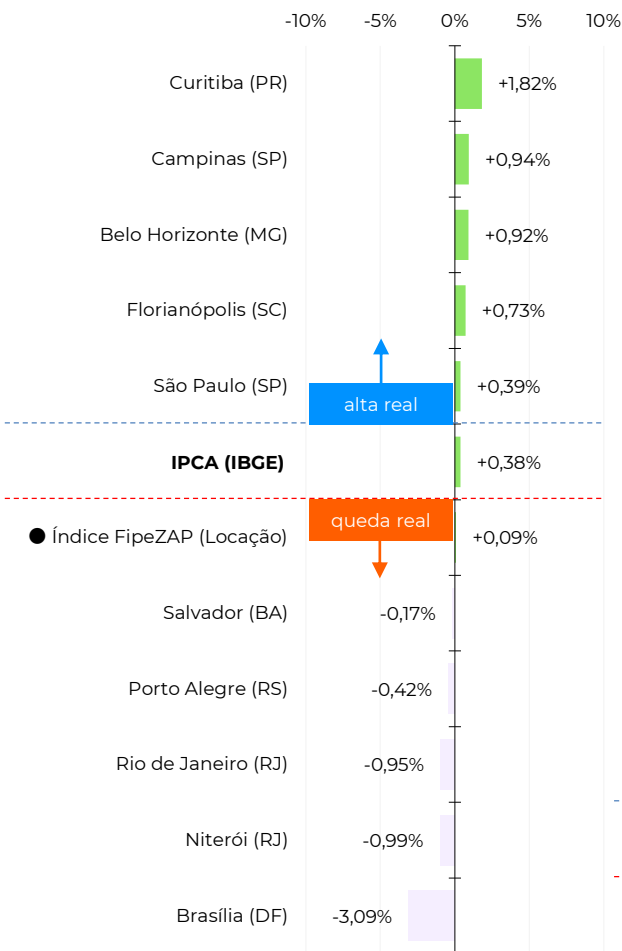 -10% -5% 0% 5% 10%
Curitiba (PR) +1,82%
Campinas (SP) +0,94%
Belo Horizonte (MG) +0,92%
Florianópolis (SC) +0,73%
São Paulo (SP) +0,39%
alta real
IPCA (IBGE) +0,38%
queda real
● Índice FipeZAP (Locação) +0,09%
Salvador (BA) -0,17%
Porto Alegre (RS) -0,42%
Rio de Janeiro (RJ) -0,95%
Niterói (RJ) -0,99%
Brasília (DF) -3,09%